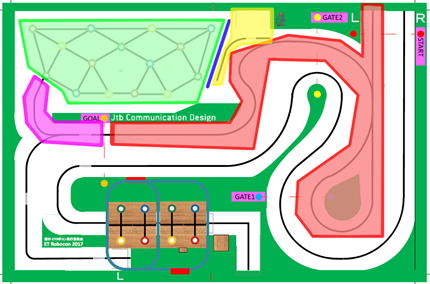 GATE2
L
R
START
GOAL
Jtb Communication Design
GATE1
ET Robocon 2017
L